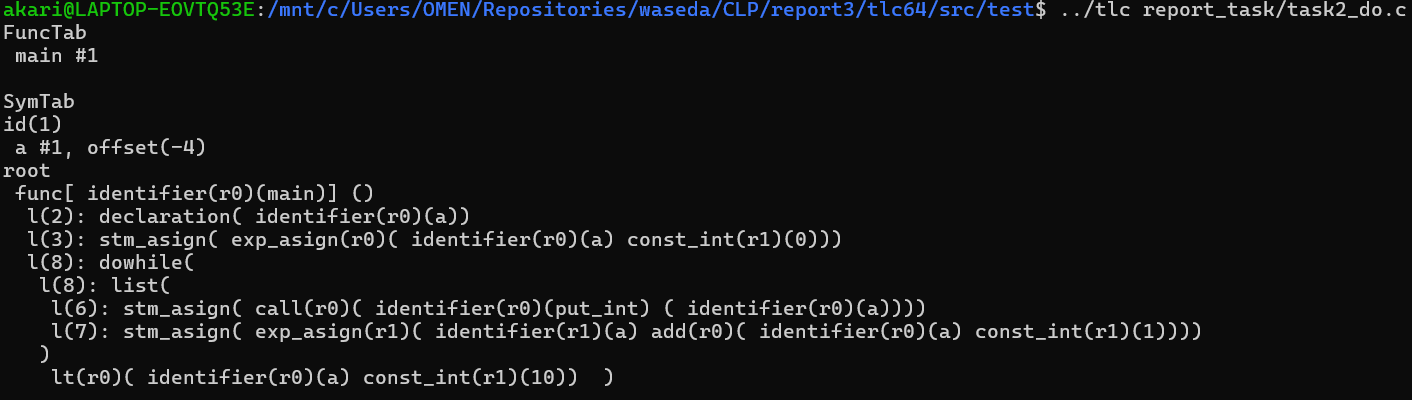 akari@LAPTOP-EOVTQ53E:/mnt/c/Users/OMEN/Repositories/waseda/CLP/report3/tlc64/src/test$ ../tlc report_task/task2_do.c
FuncTab
 main #1

SymTab
id(1)
 a #1, offset(-4)
root
 func[ identifier(r0)(main)] ()
  l(2): declaration( identifier(r0)(a))
  l(3): stm_asign( exp_asign(r0)( identifier(r0)(a) const_int(r1)(0)))
  l(8): dowhile(
   l(8): list(
    l(6): stm_asign( call(r0)( identifier(r0)(put_int) ( identifier(r0)(a))))
    l(7): stm_asign( exp_asign(r1)( identifier(r1)(a) add(r0)( identifier(r0)(a) const_int(r1)(1))))
   )
    lt(r0)( identifier(r0)(a) const_int(r1)(10))  )